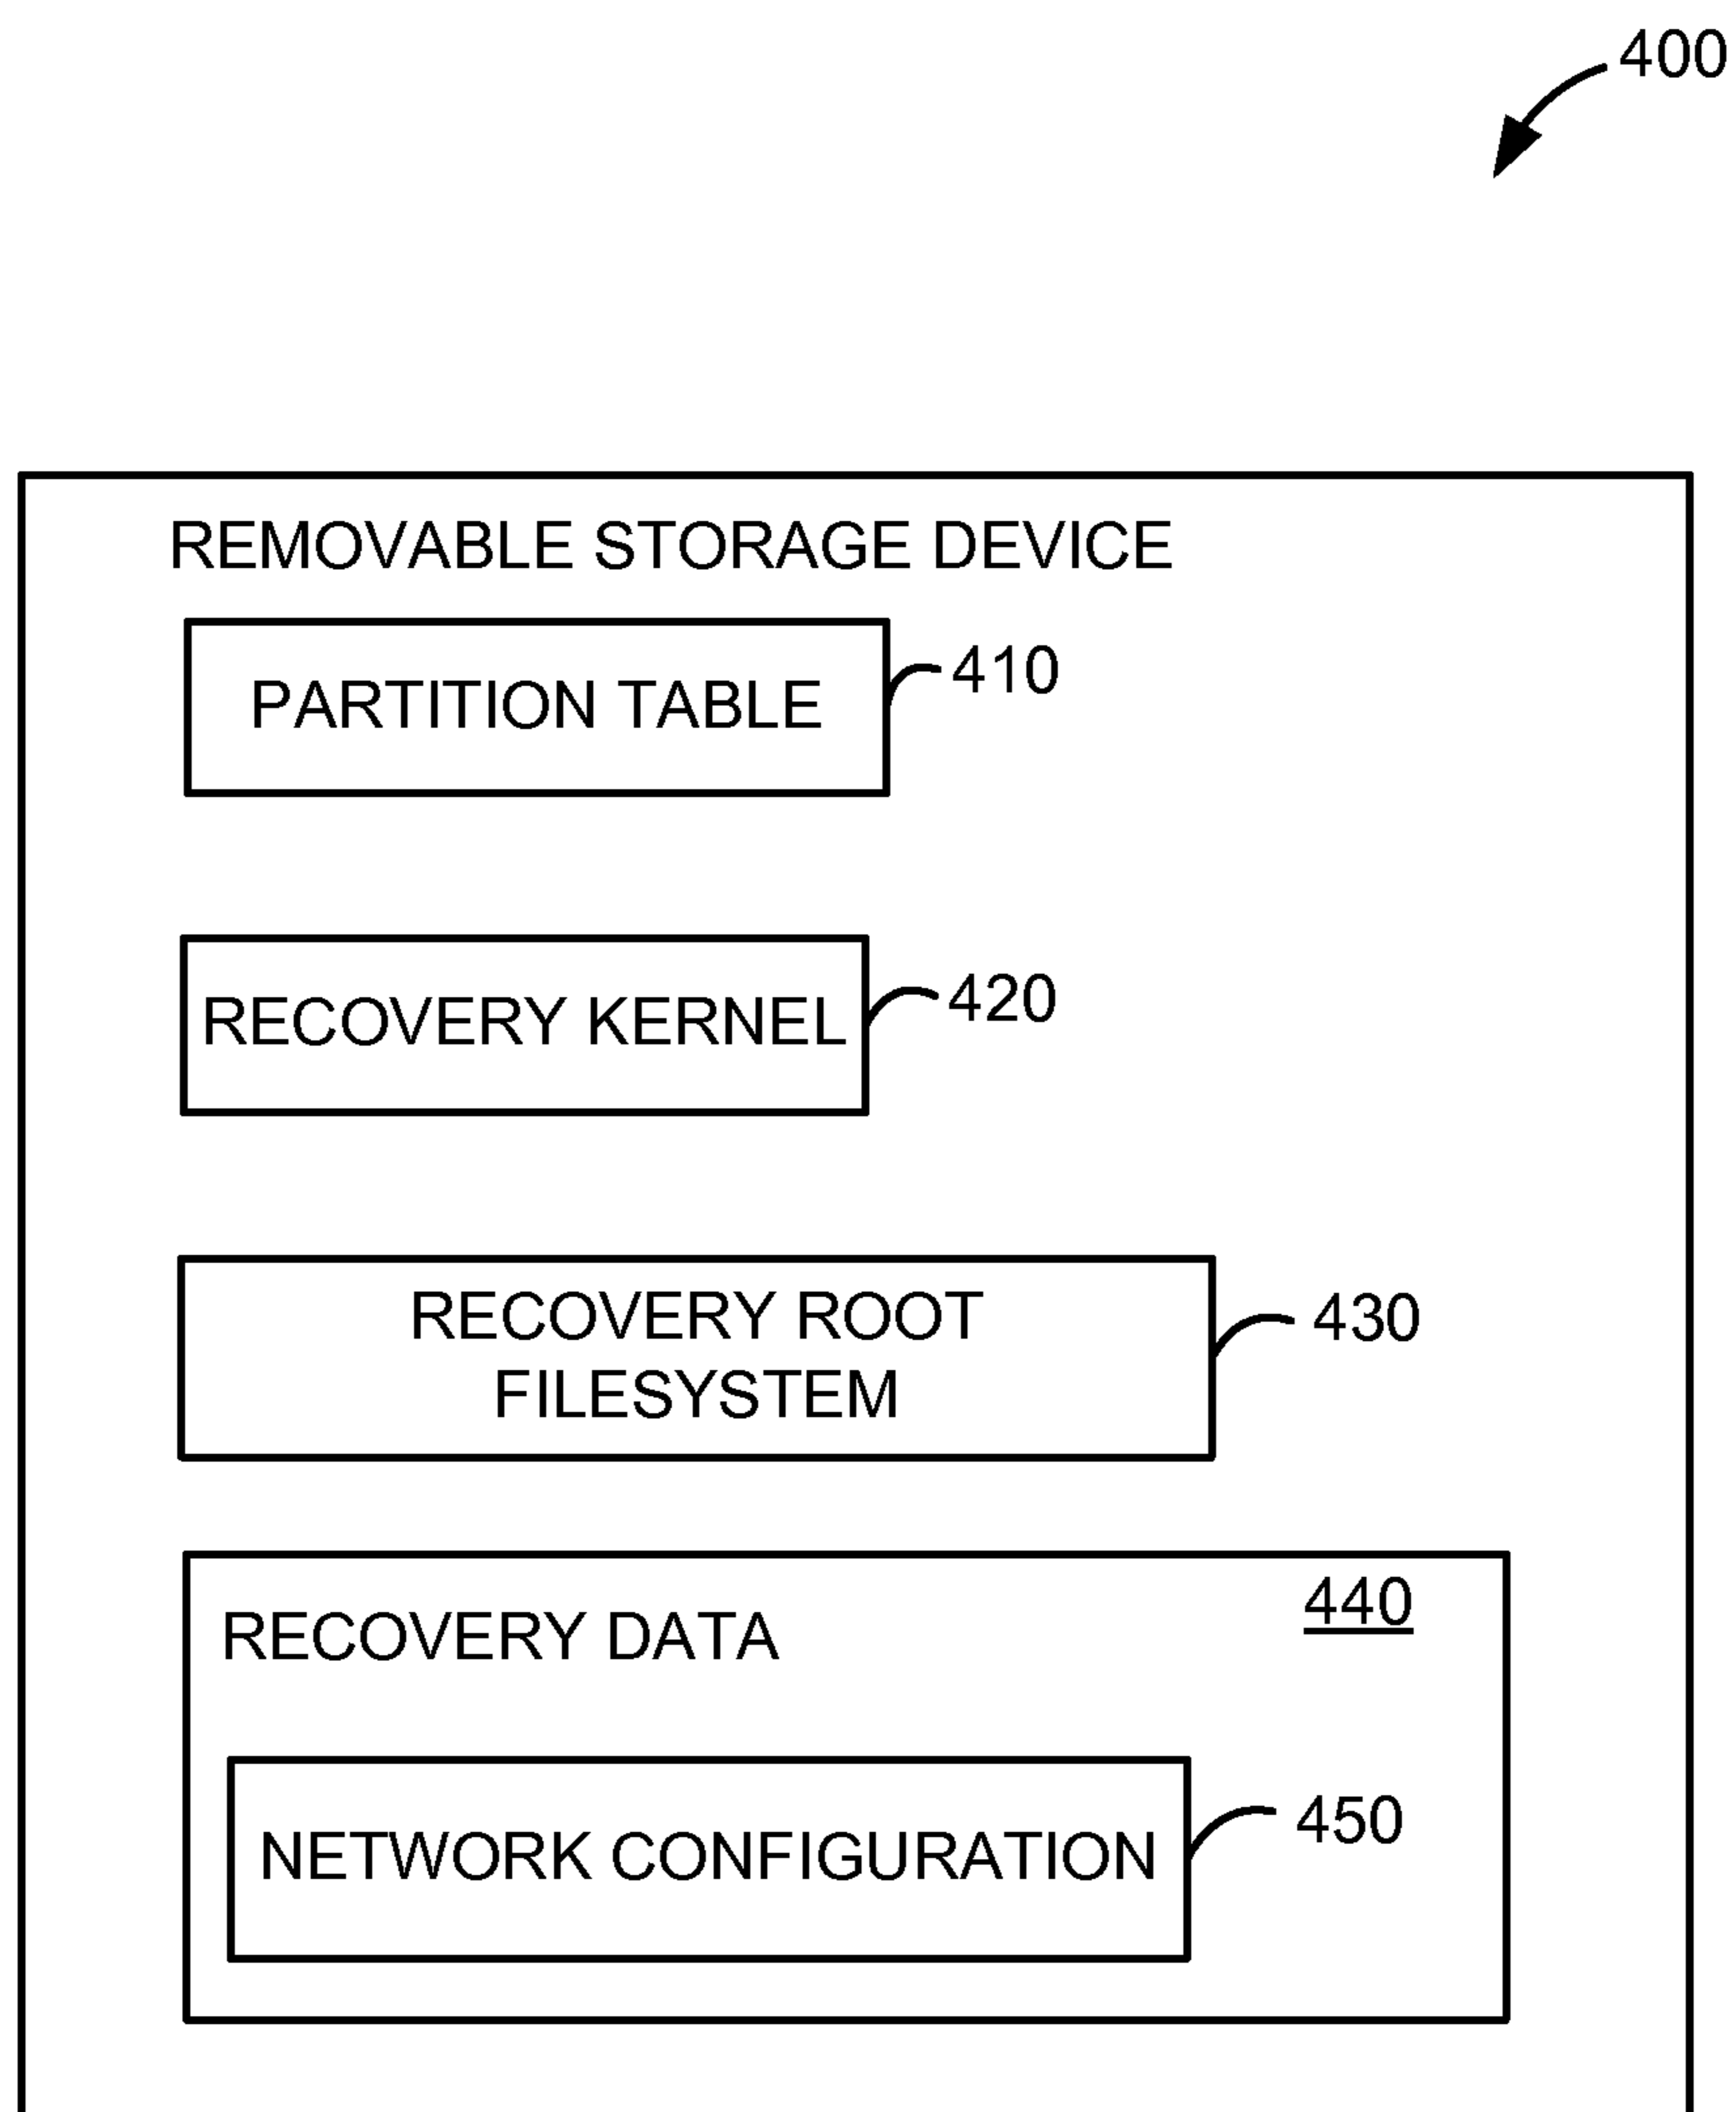 400
REMOVABLE STORAGE DEVICE
PARTITION TABLE
410
RECOVERY KERNEL
420
RECOVERY ROOT
FILESYSTEM
430
RECOVERY DATA
440
NETWORK CONFIGURATION
450